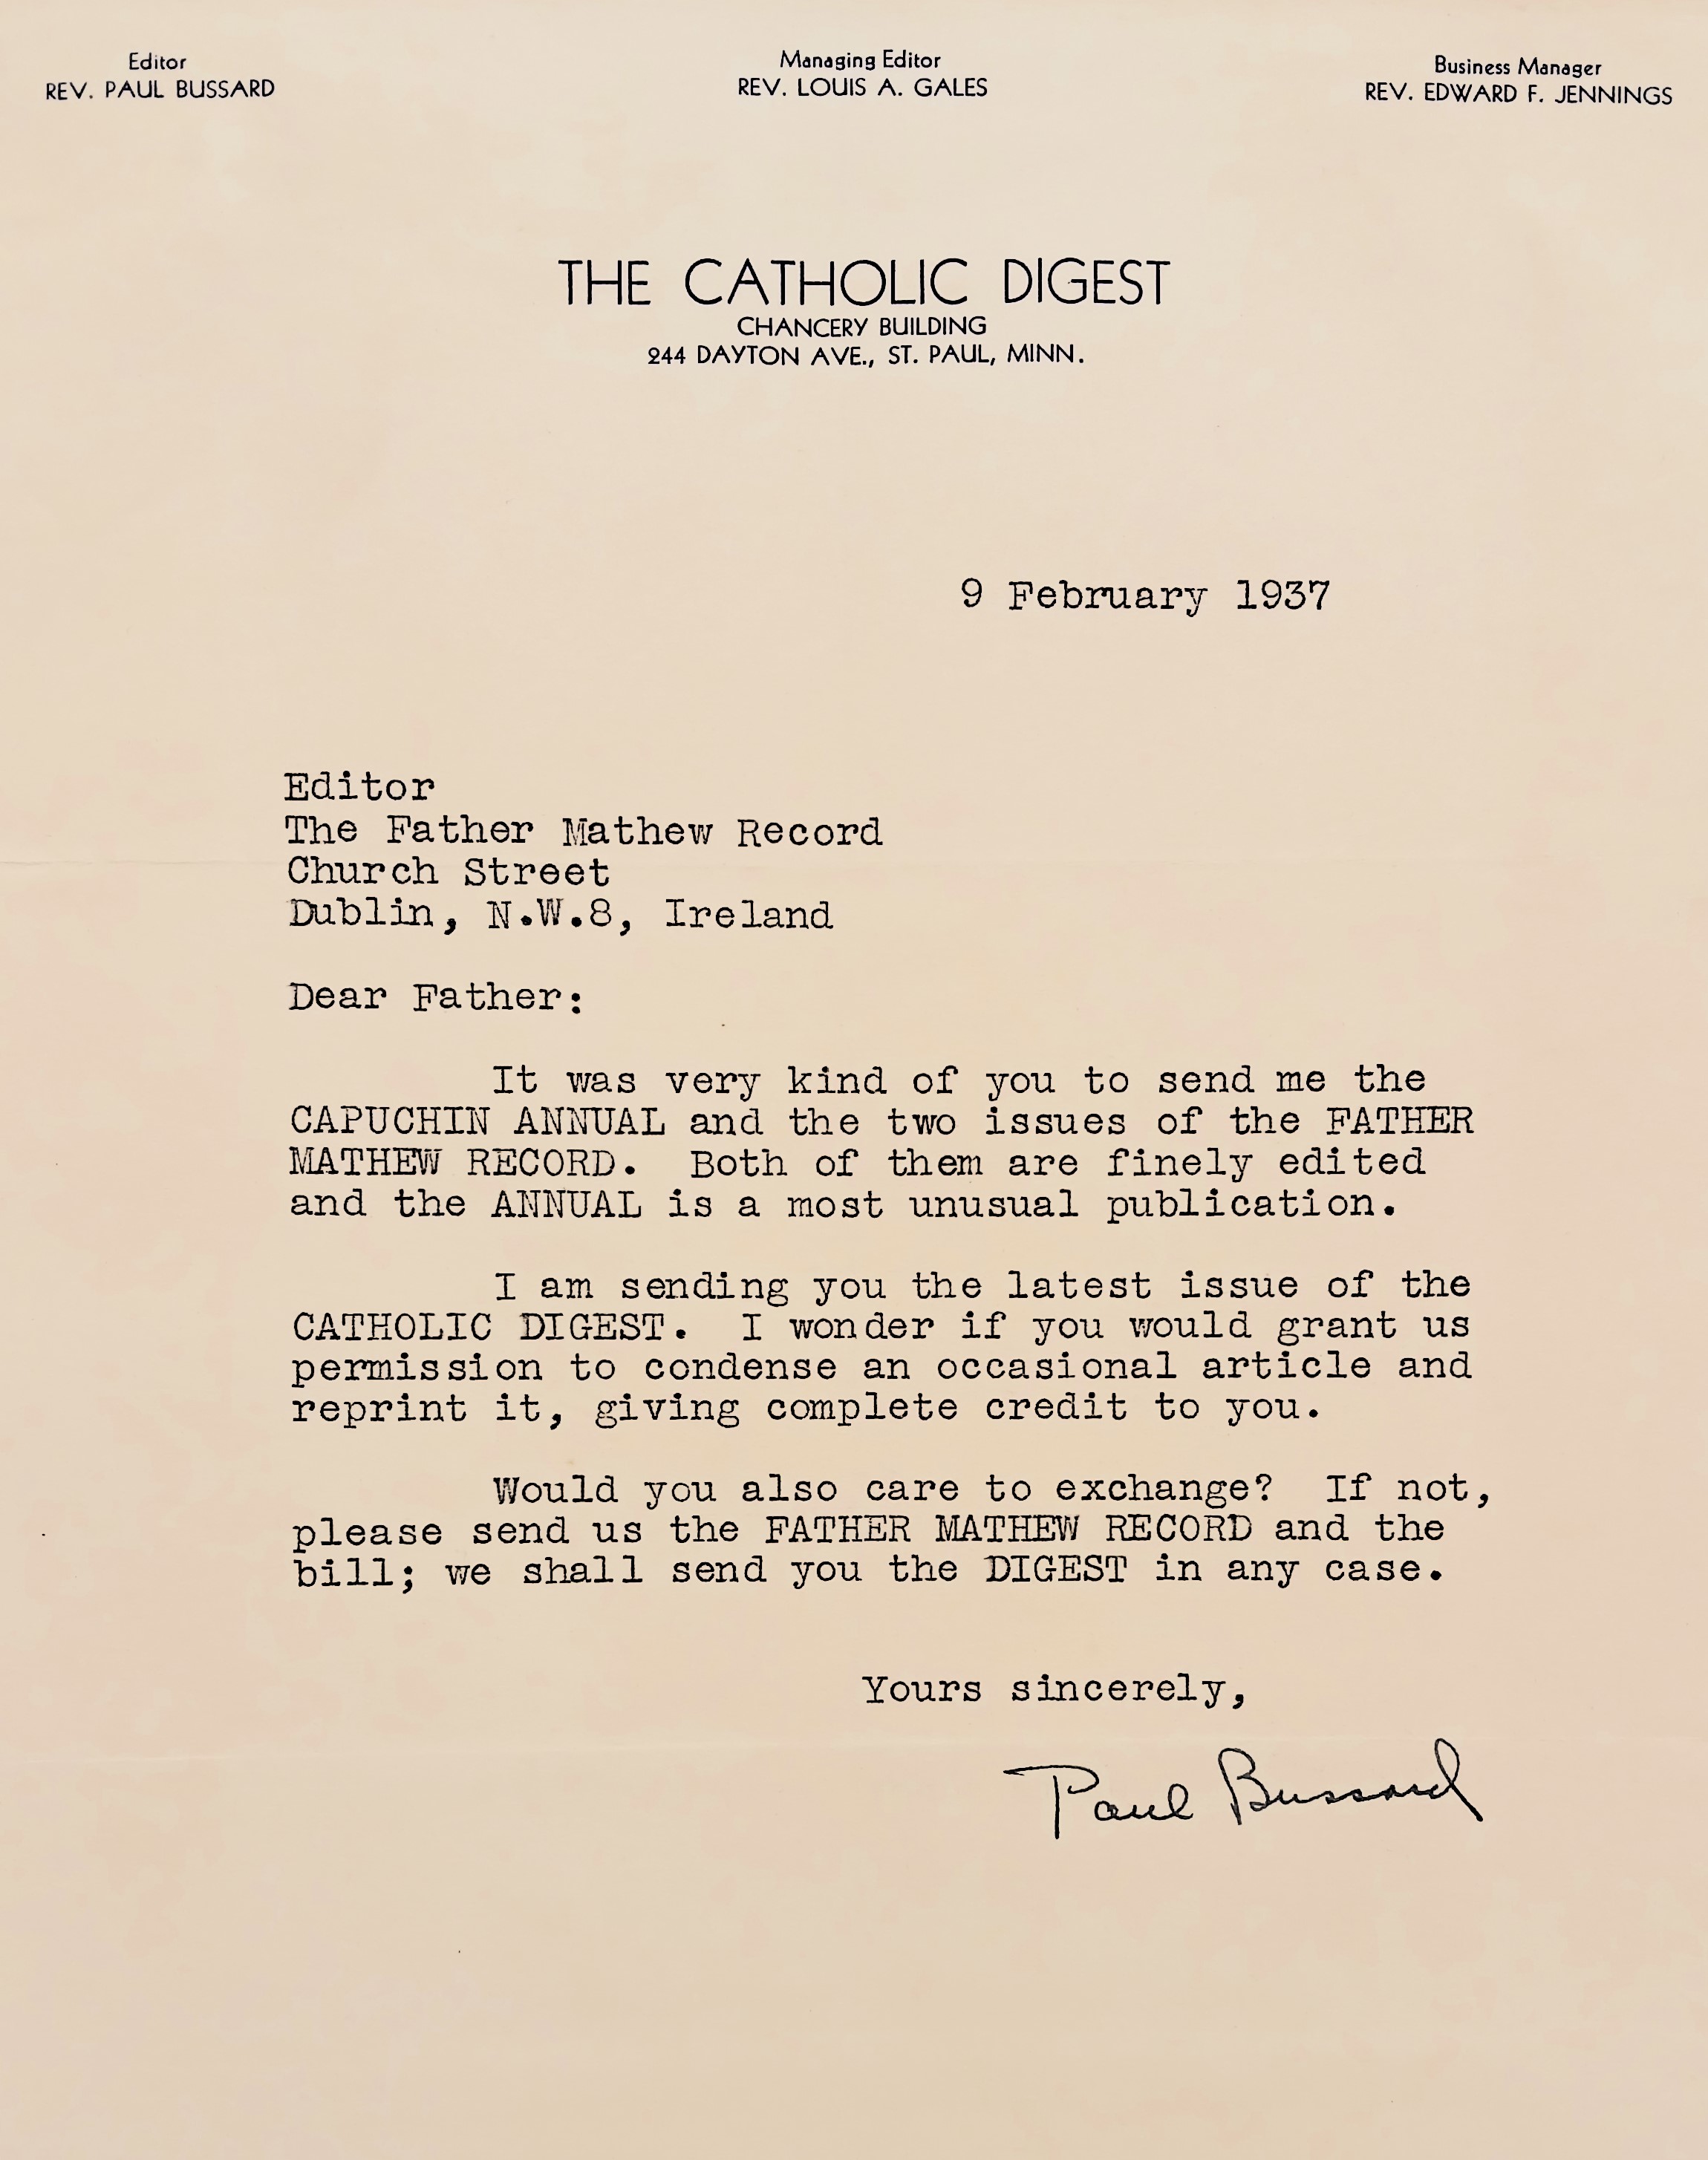 Editor
REV. PAUL BUSSARD
Managing Editor
REV. LOUIS A. GALES
Business Manager
REV. EDWARD F. JENNINGS
THE CATHOLIC DIGEST
CHANCERY BUILDING
244 DAYTON AVE., ST. PAUL, MINN.
9 February 1937
Editor
The Father Mathew Record
Church Street
Dublin, N.W.8, Ireland
Dear Father:
It was very kind of you to send me the
CAPUCHIN ANNUAL and the two issues of the FATHER
MATHEW RECORD. Both of them are finely edited
and the ANNUAL is a most unusual publication.
I am sending you the latest issue of the
CATHOLIC DIGEST. I wonder if you would grant us
permission to condense an occasional article and
reprint it, giving complete credit to you.
Would you also care to exchange? If not,
please send us the FATHER MATHEW RECORD and the
bill; we shall send you the DIGEST in any case.
Yours sincerely,
Paul Bussard